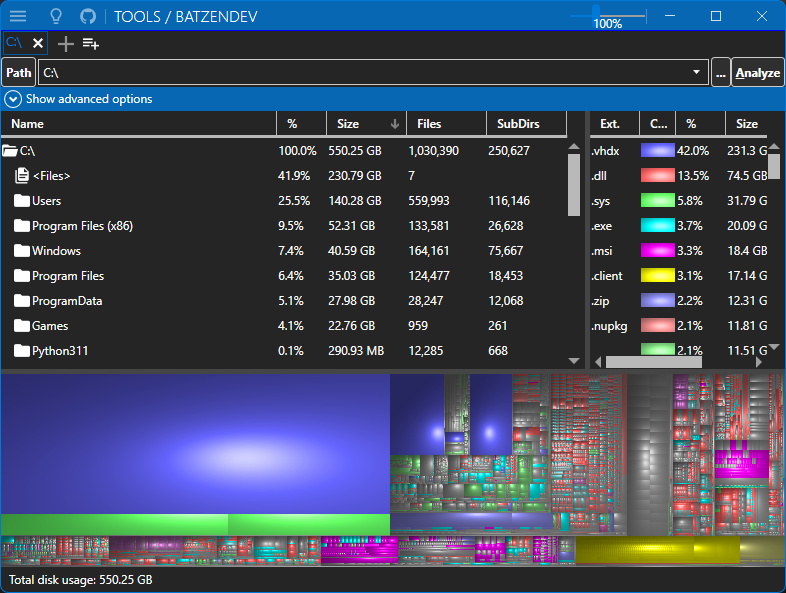 TOOLS / BATZENDEV 100%
C:\
Path C:\ ... Analyze
Show advanced options
Name % Size Files SubDirs Ext. C... % Size
C:\ 100.0% 550.25 GB 1,030,390 250,627 .vhdx 42.0% 231.3 G
<Files> 41.9% 230.79 GB 7 .dll 13.5% 74.5 GB
Users 25.5% 140.28 GB 559,993 116,146 .sys 5.8% 31.79 G
Program Files (x86) 9.5% 52.31 GB 133,581 26,628 .exe 3.7% 20.09 G
Windows 7.4% 40.59 GB 164,161 75,667 .msi 3.3% 18.4 GB
Program Files 6.4% 35.03 GB 124,477 18,453 .client 3.1% 17.14 G
ProgramData 5.1% 27.98 GB 28,247 12,068 .zip 2.2% 12.31 G
Games 4.1% 22.76 GB 959 261 .nupkg 2.1% 11.81 G
Python311 0.1% 290.93 MB 12,285 668 2.1% 11.51 G
Total disk usage: 550.25 GB